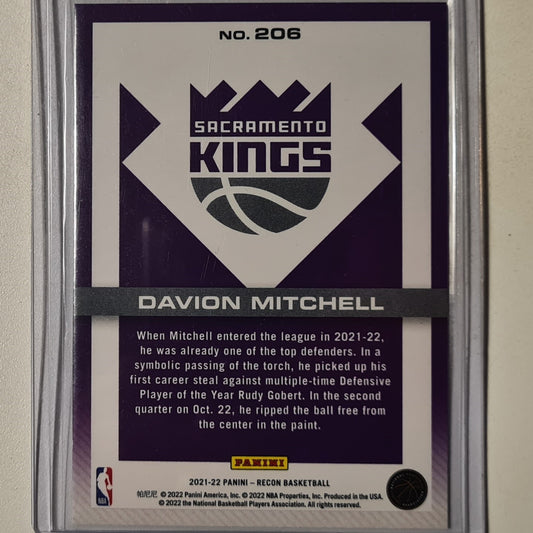 NO. 206
SACRAMENTO
KINGS
DAVION MITCHELL
When Mitchell entered the league in 2021-22,
he was already one of the top defenders. In a
symbolic passing of the torch, he picked up his
first career steal against multiple-time Defensive
Player of the Year Rudy Gobert. In the second
quarter on Oct. 22, he ripped the ball free from
the center in the paint.
PANINI
2021-22 PANINI – RECON BASKETBALL
帕尼尼 © 2022 Panini America, Inc. © 2022 NBA Properties, Inc. Produced in the USA.
© 2022 the National Basketball Players Association. All rights reserved.
NBA